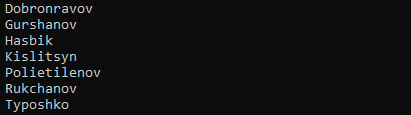 Dobronravov
Gurshanov
Hasbik
Kislitsyn
Polietilenov
Rukchanov
Typoshko